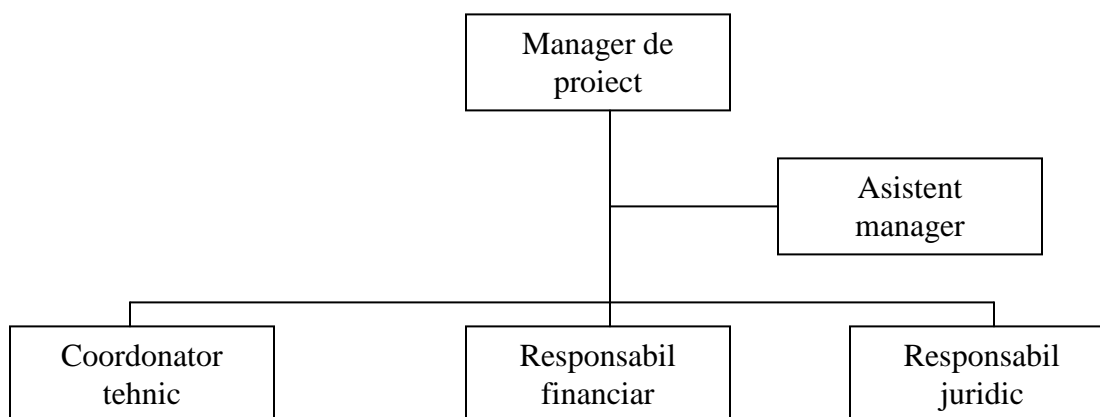 Manager de
proiect
Asistent
manager
Coordonator
tehnic
Responsabil
financiar
Responsabil
juridic